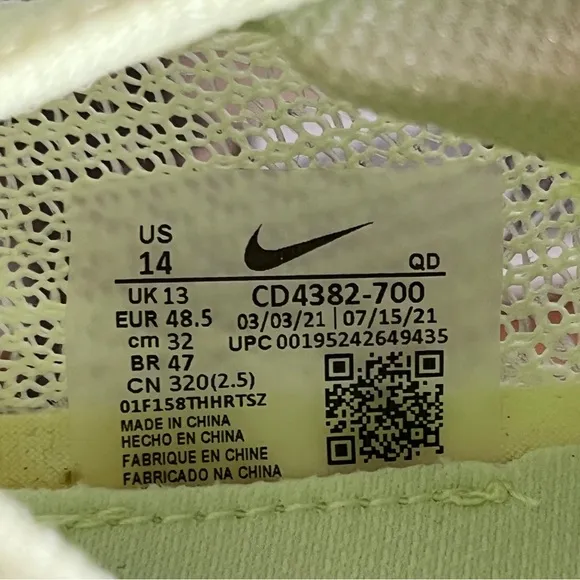 US
14
QD
UK 13
CD4382-700
EUR 48.5
03/03/21 | 07/15/21
cm 32
UPC 00195242649435
BR 47
CN 320(2.5)
01F158THHRTSZ
MADE IN CHINA
HECHO EN CHINA
FABRIQUE EN CHINE
FABRICADO NA CHINA